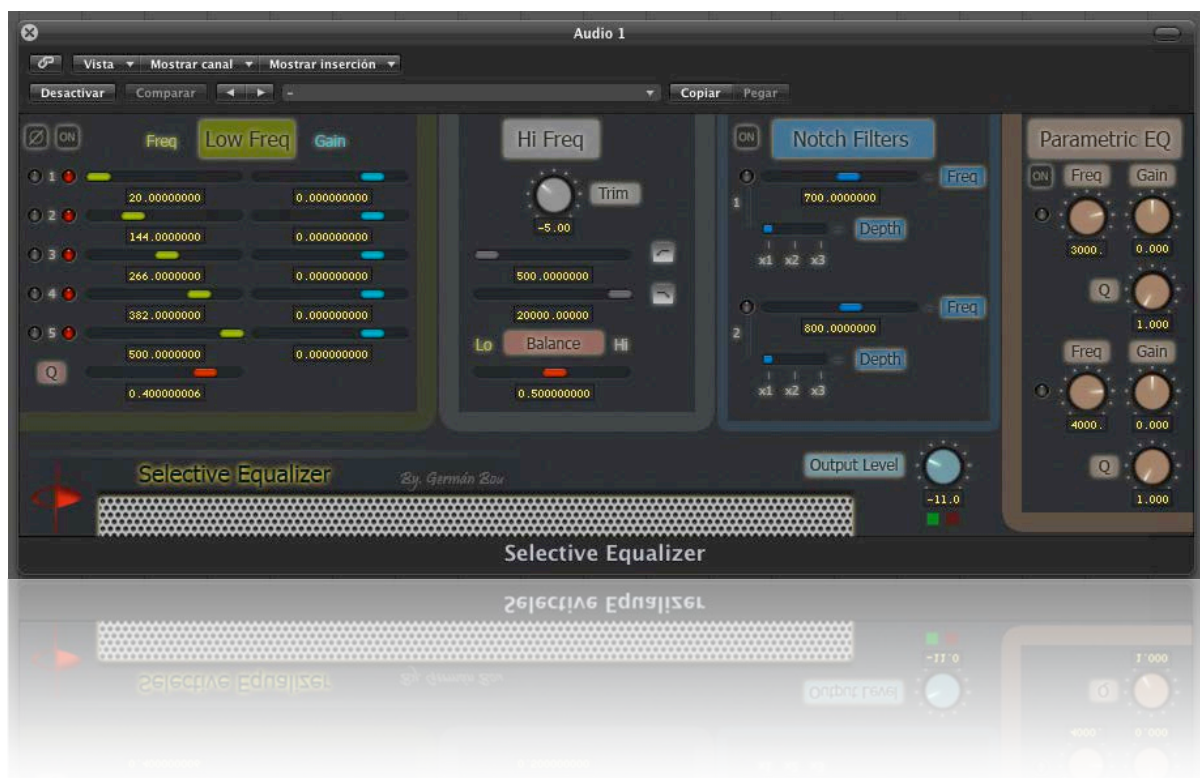 Audio 1
Vista Mostrar canal Mostrar inserción
Desactivar Comparar - Copiar Pegar
Ø ON Freq Low Freq Gain
1
20.00000000 0.000000000
2
144.0000000 0.000000000
3
266.0000000 0.000000000
4
382.0000000 0.000000000
5
500.0000000 0.000000000
Q
0.400000006
Hi Freq
Trim
-5.00
500.0000000
20000.00000
Lo Balance Hi
0.500000000
ON Notch Filters
Freq
700.0000000
1
Depth
x1 x2 x3
Freq
800.0000000
2
Depth
x1 x2 x3
Parametric EQ
ON Freq Gain
3000. 0.000
Q
1.000
Freq Gain
4000. 0.000
Q
1.000
Selective Equalizer By. Germán Bou
Output Level
-11.0
Selective Equalizer